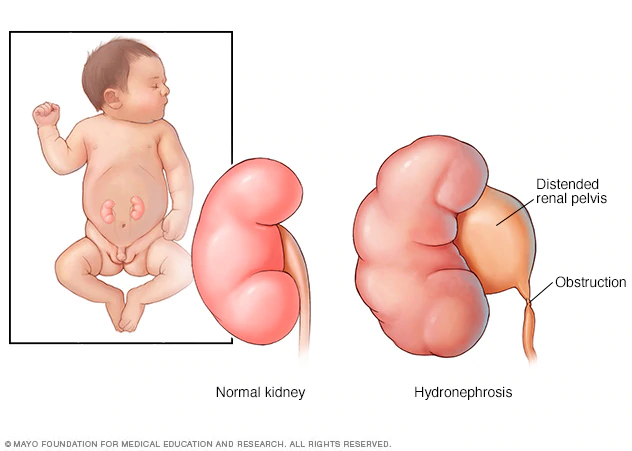 Distended
renal pelvis
Obstruction
Normal kidney
Hydronephrosis
© MAYO FOUNDATION FOR MEDICAL EDUCATION AND RESEARCH. ALL RIGHTS RESERVED.